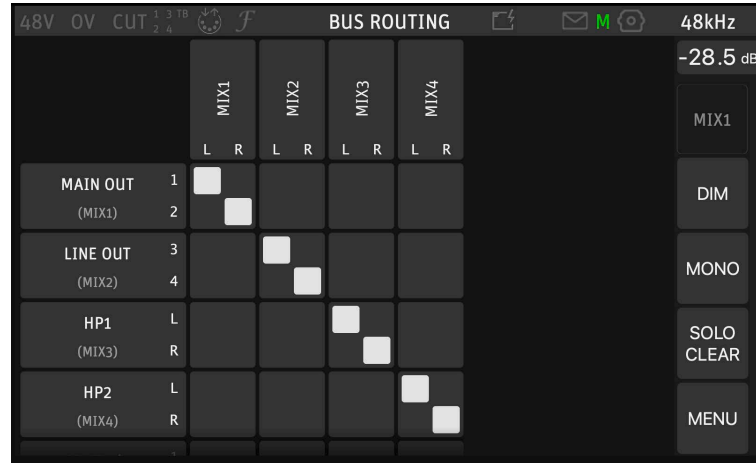 48V OV CUT 1 3 TB 2 4 F BUS ROUTING M 48kHz
-28.5 dB
MIX1 MIX2 MIX3 MIX4 MIX1
L R L R L R L R
MAIN OUT 1
(MIX1) 2
DIM
LINE OUT 3
(MIX2) 4
MONO
HP1 L
(MIX3) R
SOLO
CLEAR
HP2 L
(MIX4) R
MENU